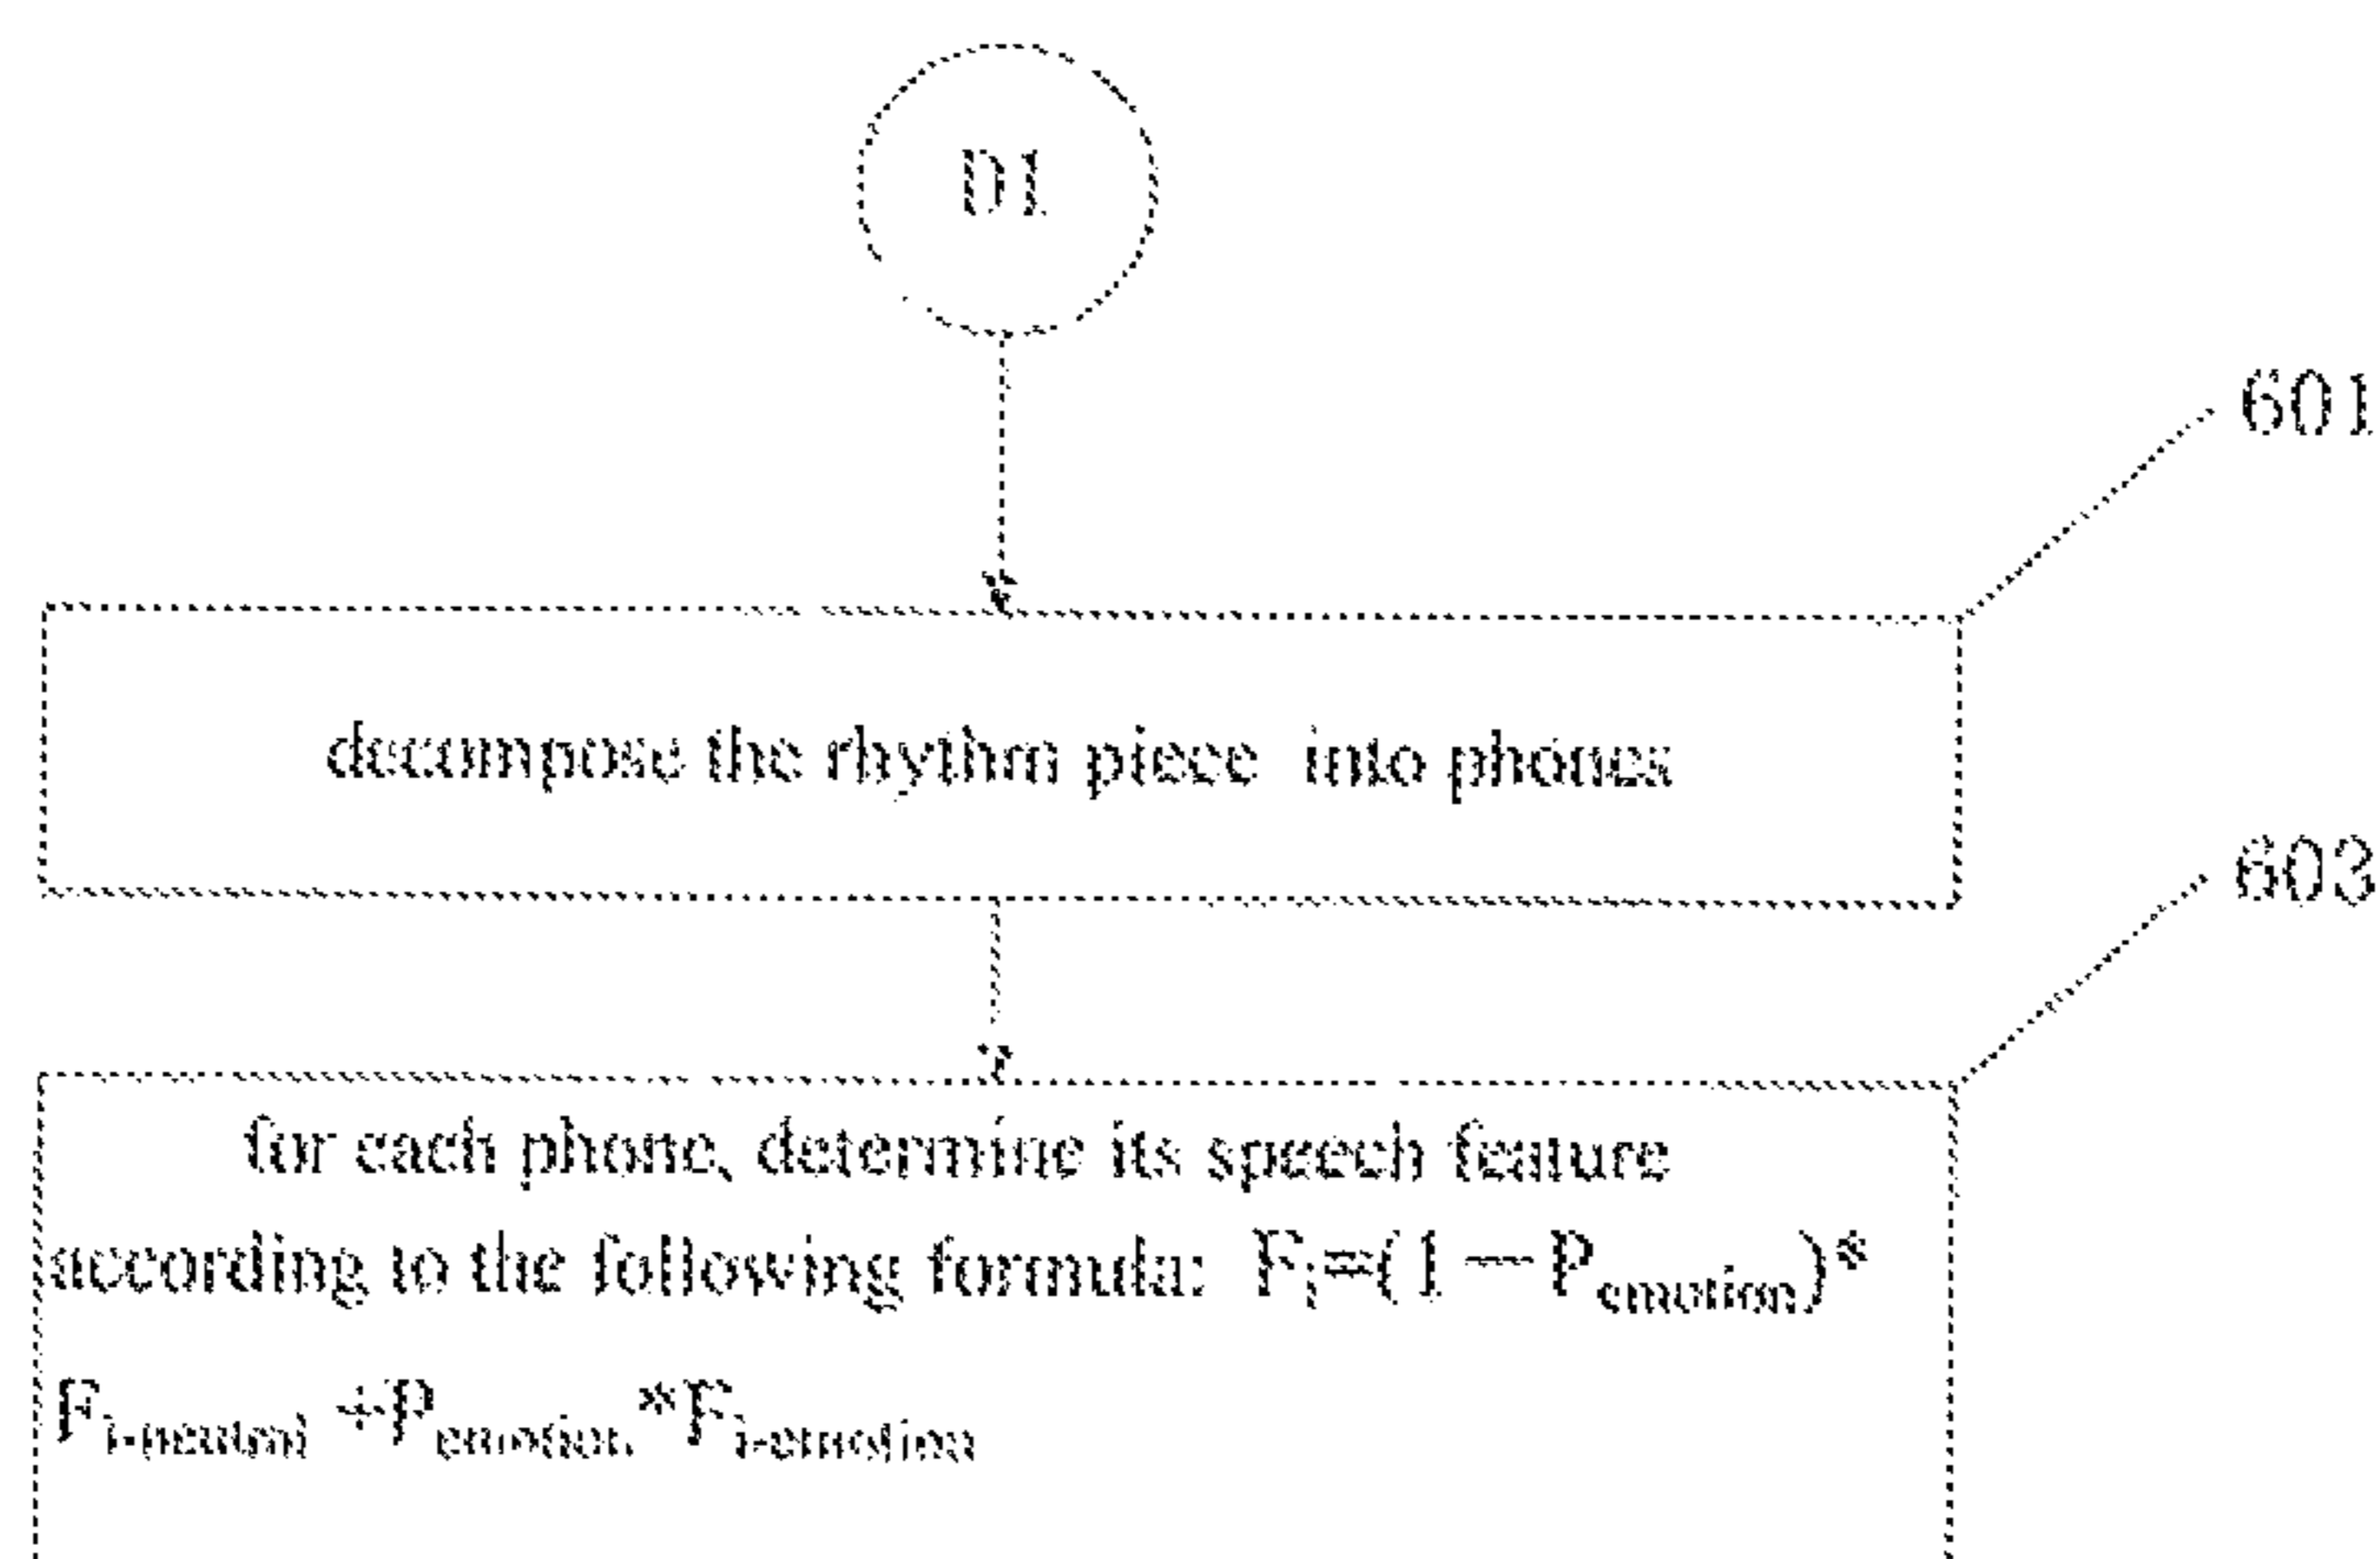 D1
601
decompose the rhythm piece into phones
603
for each phone, determine its speech feature
according to the following formula: Fi=(1—Pemotion)*
Fi-neutral +Pemotion *Fi-emotion